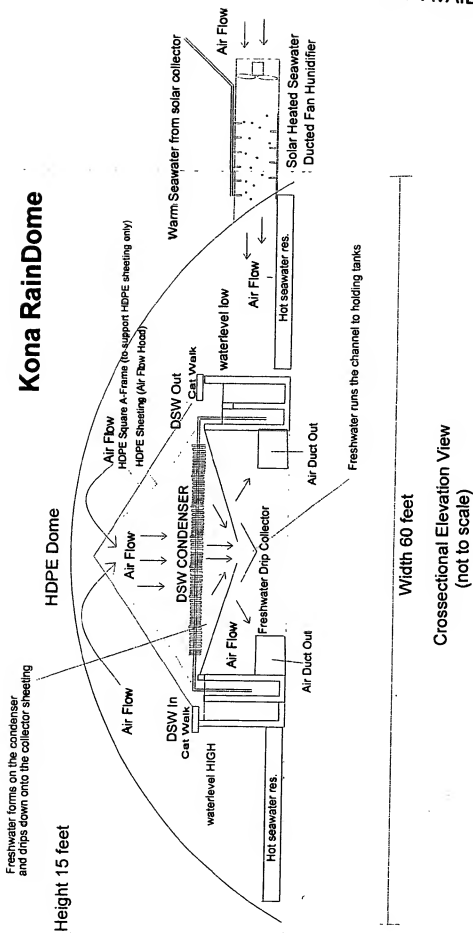 Kona RainDome
Freshwater forms on the condenser
and drips down onto the collector sheeting
Height 15 feet
HDPE Dome
Air Flow
HDPE Square A-Frame (to support HDPE sheeting only)
HDPE Sheeting (Air Flow Hood)
Air Flow
Air Flow
Warm Seawater from solar collector
Air Flow
DSW In
Cat Walk
DSW CONDENSER
DSW Out
Cat Walk
waterlevel HIGH
waterlevel low
Air Flow
Air Flow
Freshwater Drip Collector
Hot seawater res.
Hot seawater res.
Solar Heated Seawater
Ducted Fan Hunidifier
Air Duct Out
Air Duct Out
Freshwater runs the channel to holding tanks
Width 60 feet
Crossectional Elevation View
(not to scale)